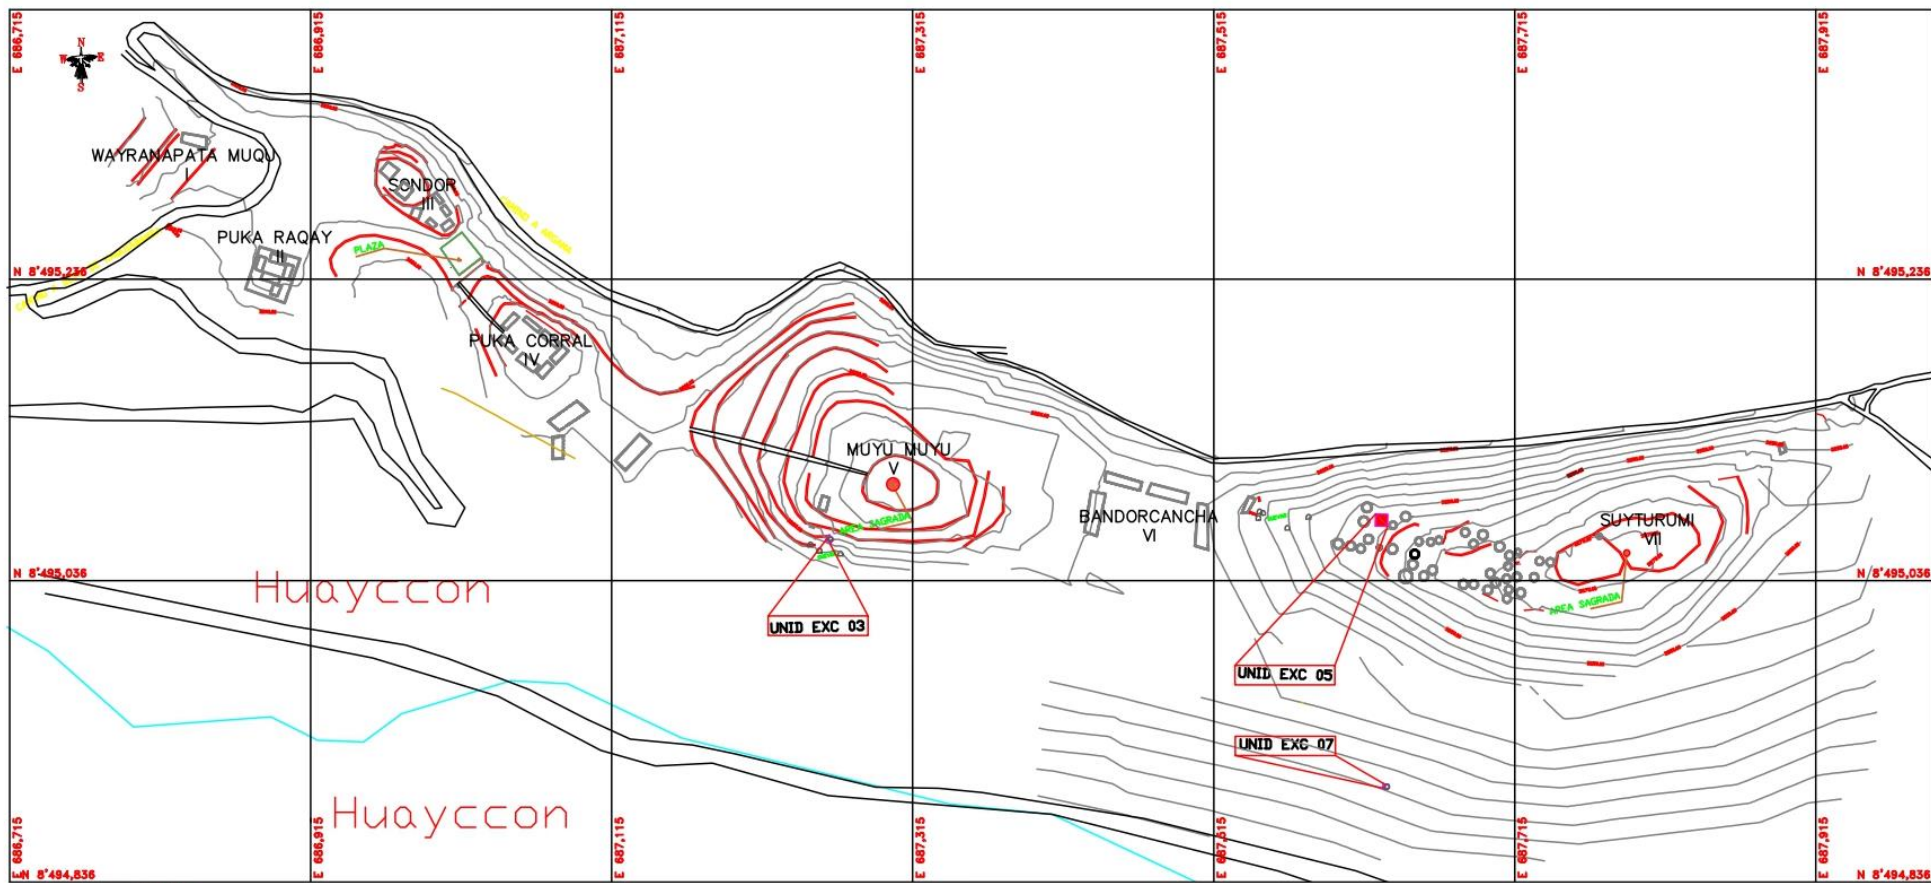 E 686,715
E 686,915
E 687,115
E 687,315
E 687,515
E 687,715
E 687,915
N
W E
S
WAYRANAPATA MUQU
I
SONDOR
III
PUKA RAQAY
II
PLAZA
N 8'495,236
N 8'495,236
PUKA CORRAL
IV
MUYU MUYU
V
AREA SAGRADA
BANDORCANCHA
VI
SUYTURUMI
VII
AREA SAGRADA
N 8'495,036
Huayccon
UNID EXC 03
UNID EXC 05
UNID EXC 07
Huayccon
E 686,715
E 686,915
E 687,115
E 687,315
E 687,515
E 687,715
E 687,915
N 8'494,836
N 8'494,836
N 8'495,036